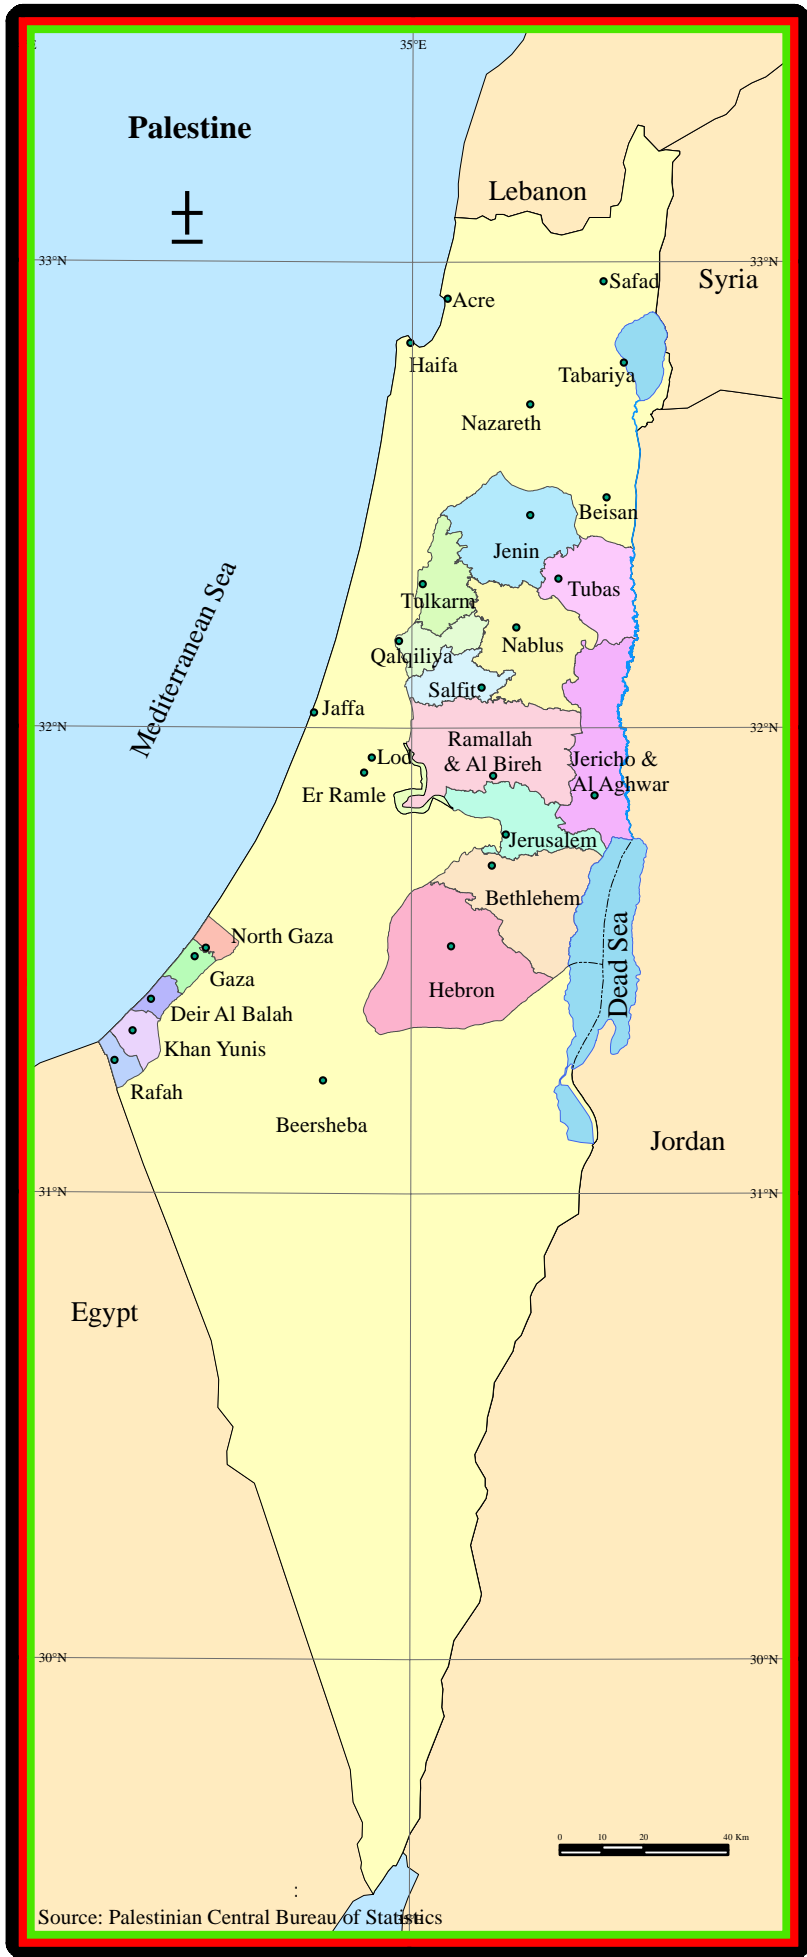 35°E
Palestine
Lebanon
33°N
33°N
Syria
Safad
Acre
Haifa
Tabariya
Nazareth
Beisan
Jenin
Mediterranean Sea
Tubas
Tulkarm
Nablus
Qalqiliya
Salfit
Jaffa
32°N
32°N
Ramallah
& Al Bireh
Lod
Jericho &
Al Aghwar
Er Ramle
Jerusalem
Bethlehem
North Gaza
Dead Sea
Gaza
Hebron
Deir Al Balah
Khan Yunis
Rafah
Beersheba
Jordan
31°N
31°N
Egypt
30°N
30°N
0 10 20 40 Km
:
Source: Palestinian Central Bureau of Statistics